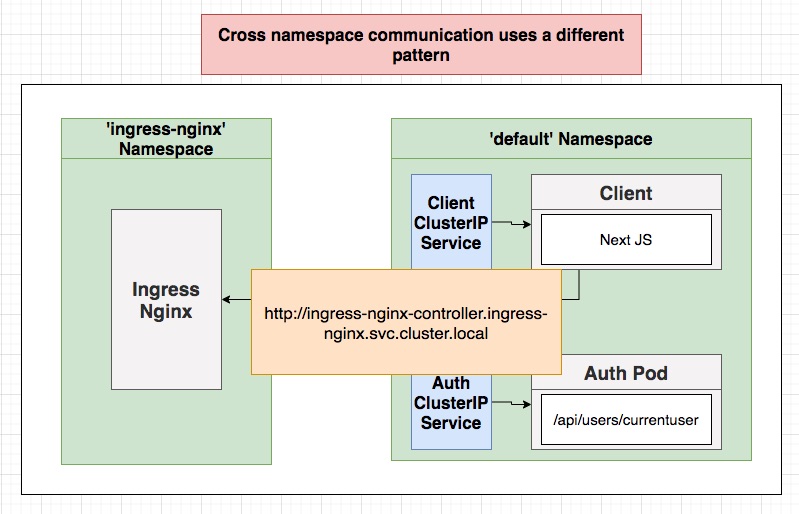 Cross namespace communication uses a different
pattern
'ingress-nginx'
Namespace
'default' Namespace
Client
ClusterIP
Service
Client
Next JS
Ingress
Nginx
http://ingress-nginx-controller.ingress-
nginx.svc.cluster.local
Auth
ClusterIP
Service
Auth Pod
/api/users/currentuser